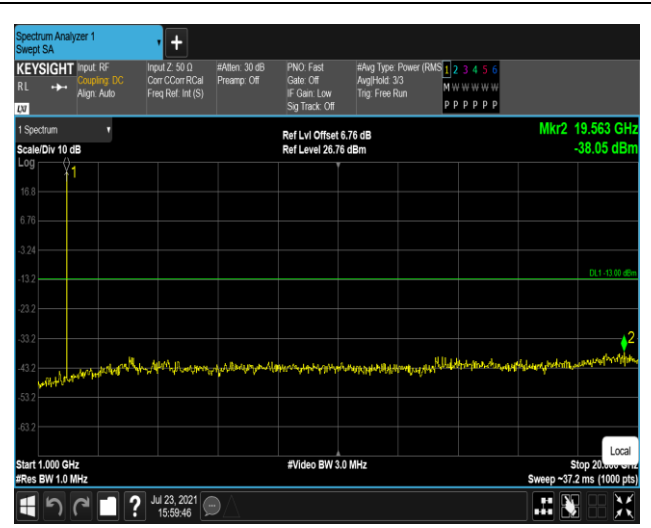 Spectrum Analyzer 1
Swept SA
+
KEYSIGHT
RL
LXI
Input: RF
Coupling: DC
Align: Auto
Input Z: 50 Ω
Corr CCorr RCal
Freq Ref: Int (S)
#Atten: 30 dB
Preamp: Off
PNO: Fast
Gate: Off
IF Gain: Low
Sig Track: Off
#Avg Type: Power (RMS
Avg|Hold: 3/3
Trig: Free Run
1 2 3 4 5 6
M W W W W W
P P P P P P
1 Spectrum
Scale/Div 10 dB
Log
Ref Lvl Offset 6.76 dB
Ref Level 26.76 dBm
Mkr2 19.563 GHz
-38.05 dBm
1
16.8
6.76
-3.24
-13.2
DL1 -13.00 dBm
-23.2
-33.2
2
-43.2
-53.2
-63.2
Start 1.000 GHz
#Res BW 1.0 MHz
#Video BW 3.0 MHz
Local
Stop 20.000 GHz
Sweep ~37.2 ms (1000 pts)
?
Jul 23, 2021
15:59:46